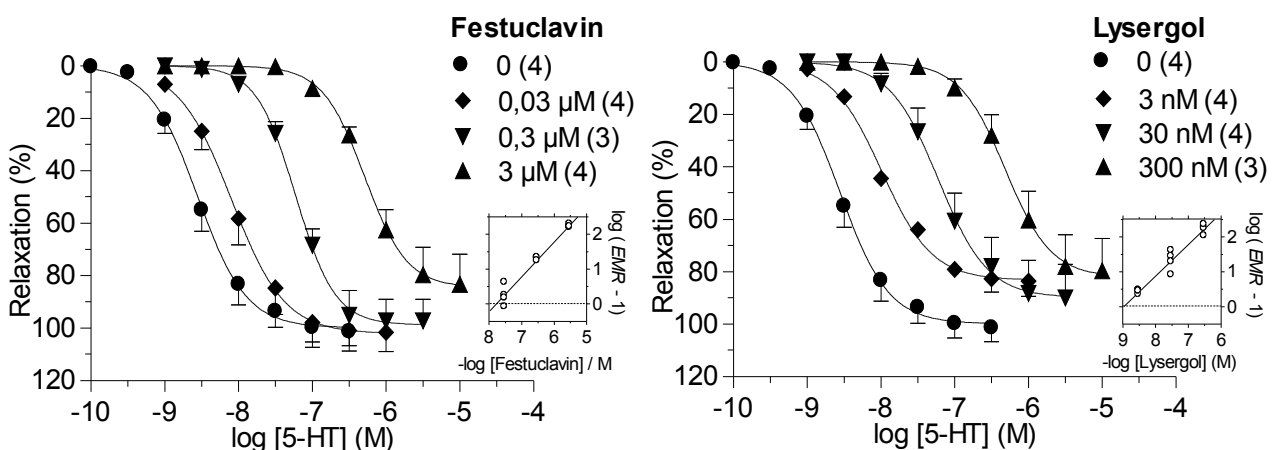 Festuclavin
0 (4)
0,03 µM (4)
0,3 µM (3)
3 µM (4)
Relaxation (%)
0
20
40
60
80
100
120
-10
-9
-8
-7
-6
-5
-4
log [5-HT] (M)
2
1
0
log (EMR -1)
8
7
6
5
-log [Festuclavin] / M
Lysergol
0 (4)
3 nM (4)
30 nM (4)
300 nM (3)
Relaxation (%)
0
20
40
60
80
100
120
-10
-9
-8
-7
-6
-5
-4
log [5-HT] (M)
2
1
0
log (EMR -1)
9
8
7
6
-log [Lysergol] (M)